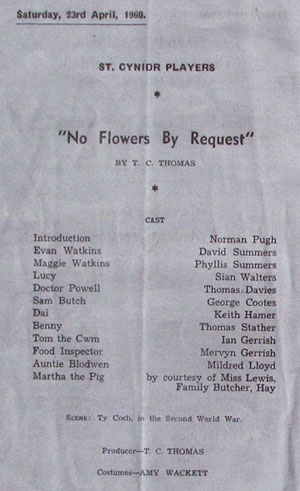 Saturday, 23rd April, 1960.
ST. CYNIDR PLAYERS
*
"No Flowers By Request"
BY T. C. THOMAS
*
CAST
Introduction Norman Pugh
Evan Watkins David Summers
Maggie Watkins Phyllis Summers
Lucy Sian Walters
Doctor Powell Thomas Davies
Sam Butch George Cootes
Dai Keith Hamer
Benny Thomas Stather
Tom the Cwm Ian Gerrish
Food Inspector Mervyn Gerrish
Auntie Blodwen Mildred Lloyd
Martha the Pig by courtesy of Miss Lewis,
Family Butcher, Hay
SCENE: Ty Coch, in the Second World War.
Producer—T. C. THOMAS
Costumes—AMY WACKETT